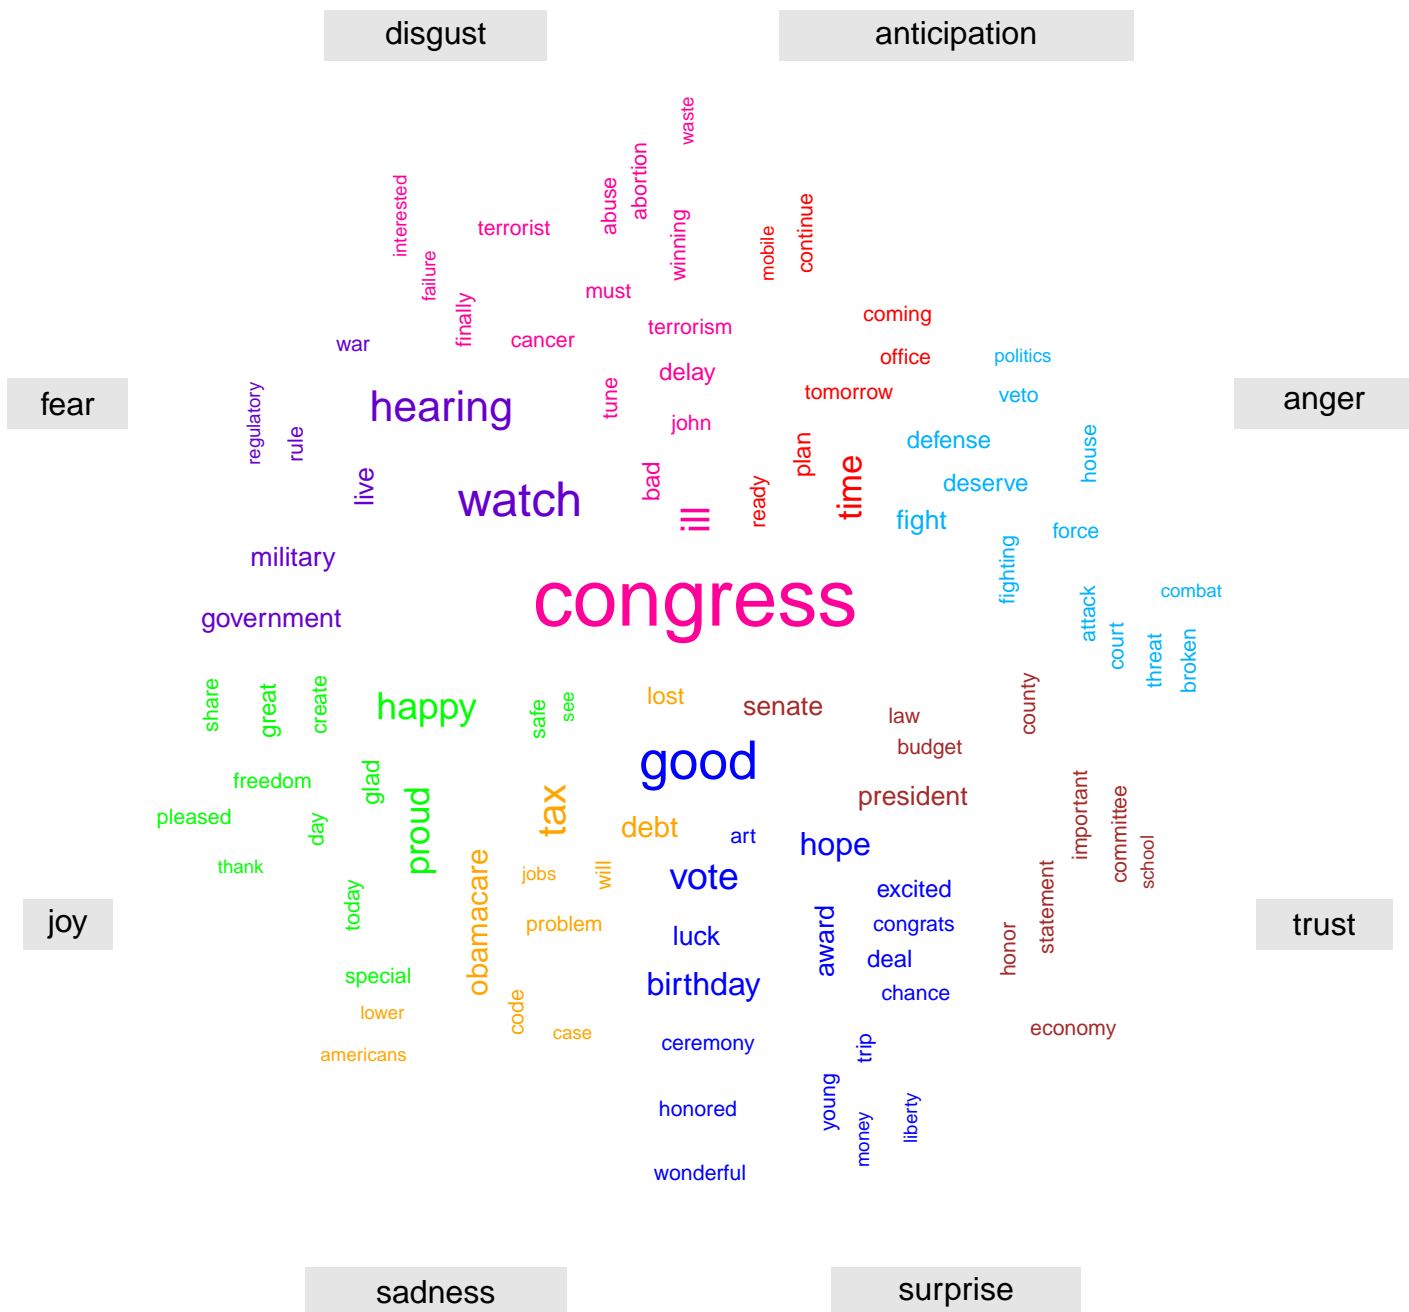 disgust
anticipation
waste
abortion
abuse
interested
terrorist
winning
continue
mobile
failure
must
finally
cancer
terrorism
coming
war
office
politics
delay
tune
tomorrow
veto
fear
anger
hearing
regulatory
rule
john
defense
house
plan
bad
live
watch
ready
time
deserve
ill
fight
force
military
fighting
congress
combat
attack
government
court
threat
broken
share
great
create
happy
safe
see
lost
senate
law
county
budget
good
freedom
glad
president
pleased
day
proud
tax
debt
art
hope
important
committee
school
thank
obamacare
jobs
will
vote
excited
today
joy
problem
luck
award
congrats
honor
statement
trust
special
birthday
deal
chance
lower
code
case
americans
ceremony
trip
economy
young
honored
money
liberty
wonderful
sadness
surprise